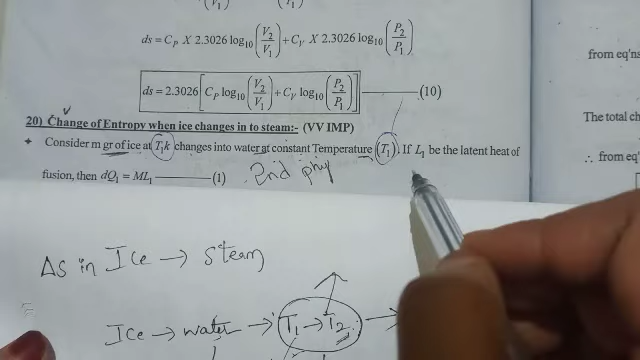 ds = C_P X 2.3026 log₁₀ (V₂/V₁) + C_V X 2.3026 log₁₀ (P₂/P₁)
from eq'ns
ds = 2.3026 [C_P log₁₀ (V₂/V₁) + C_V log₁₀ (P₂/P₁)] ———(10)
The total ch
20) Change of Entropy when ice changes in to steam:- (VV IMP)
Consider m gr of ice at T₁k changes into water at constant Temperature (T₁). If L₁ be the latent heat of
∴ from eq'
fusion, then dQ₁ = ML₁ ———(1)
2nd phy
ΔS in Ice → Steam
Ice → water → T₁ → T₂ →